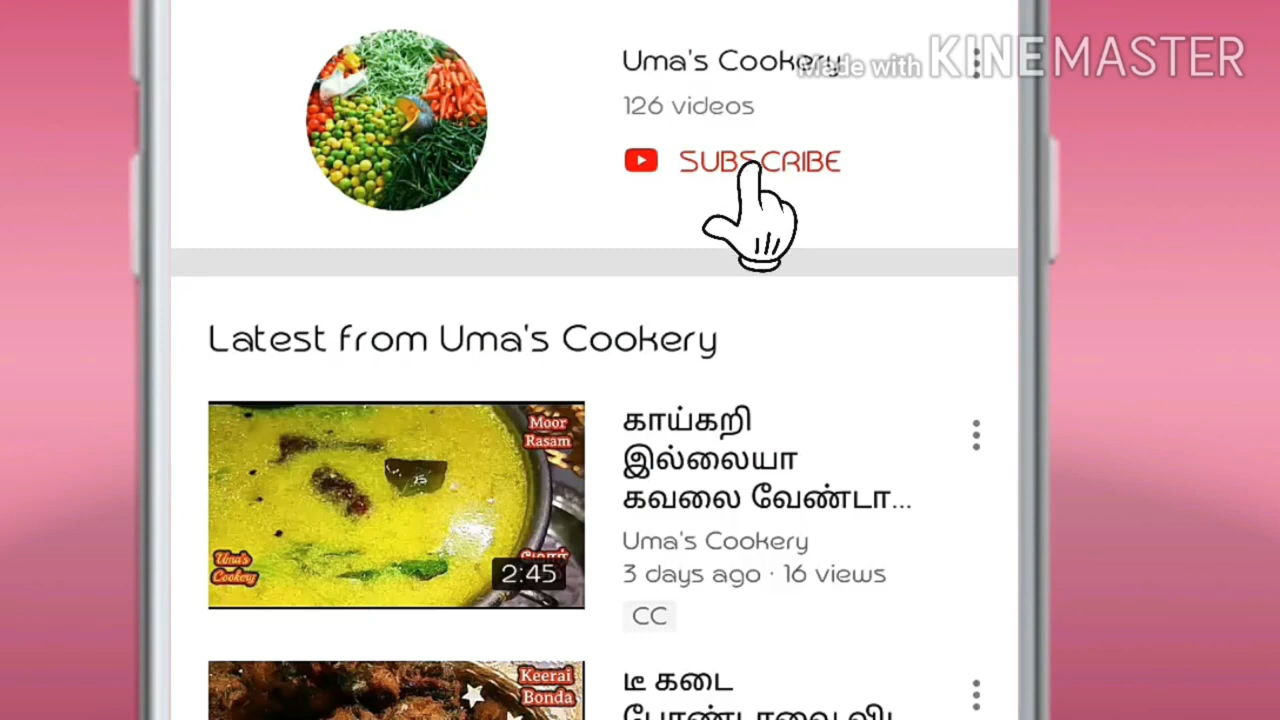 Uma's Cookery
Made with KINEMASTER
126 videos
SUBSCRIBE
Latest from Uma's Cookery
Moor
Rasam
Uma's
Cookery
2:45
காய்கறி
இல்லையா
கவலை வேண்டா...
Uma's Cookery
3 days ago · 16 views
CC
Keerai
Bonda
டீ கடை